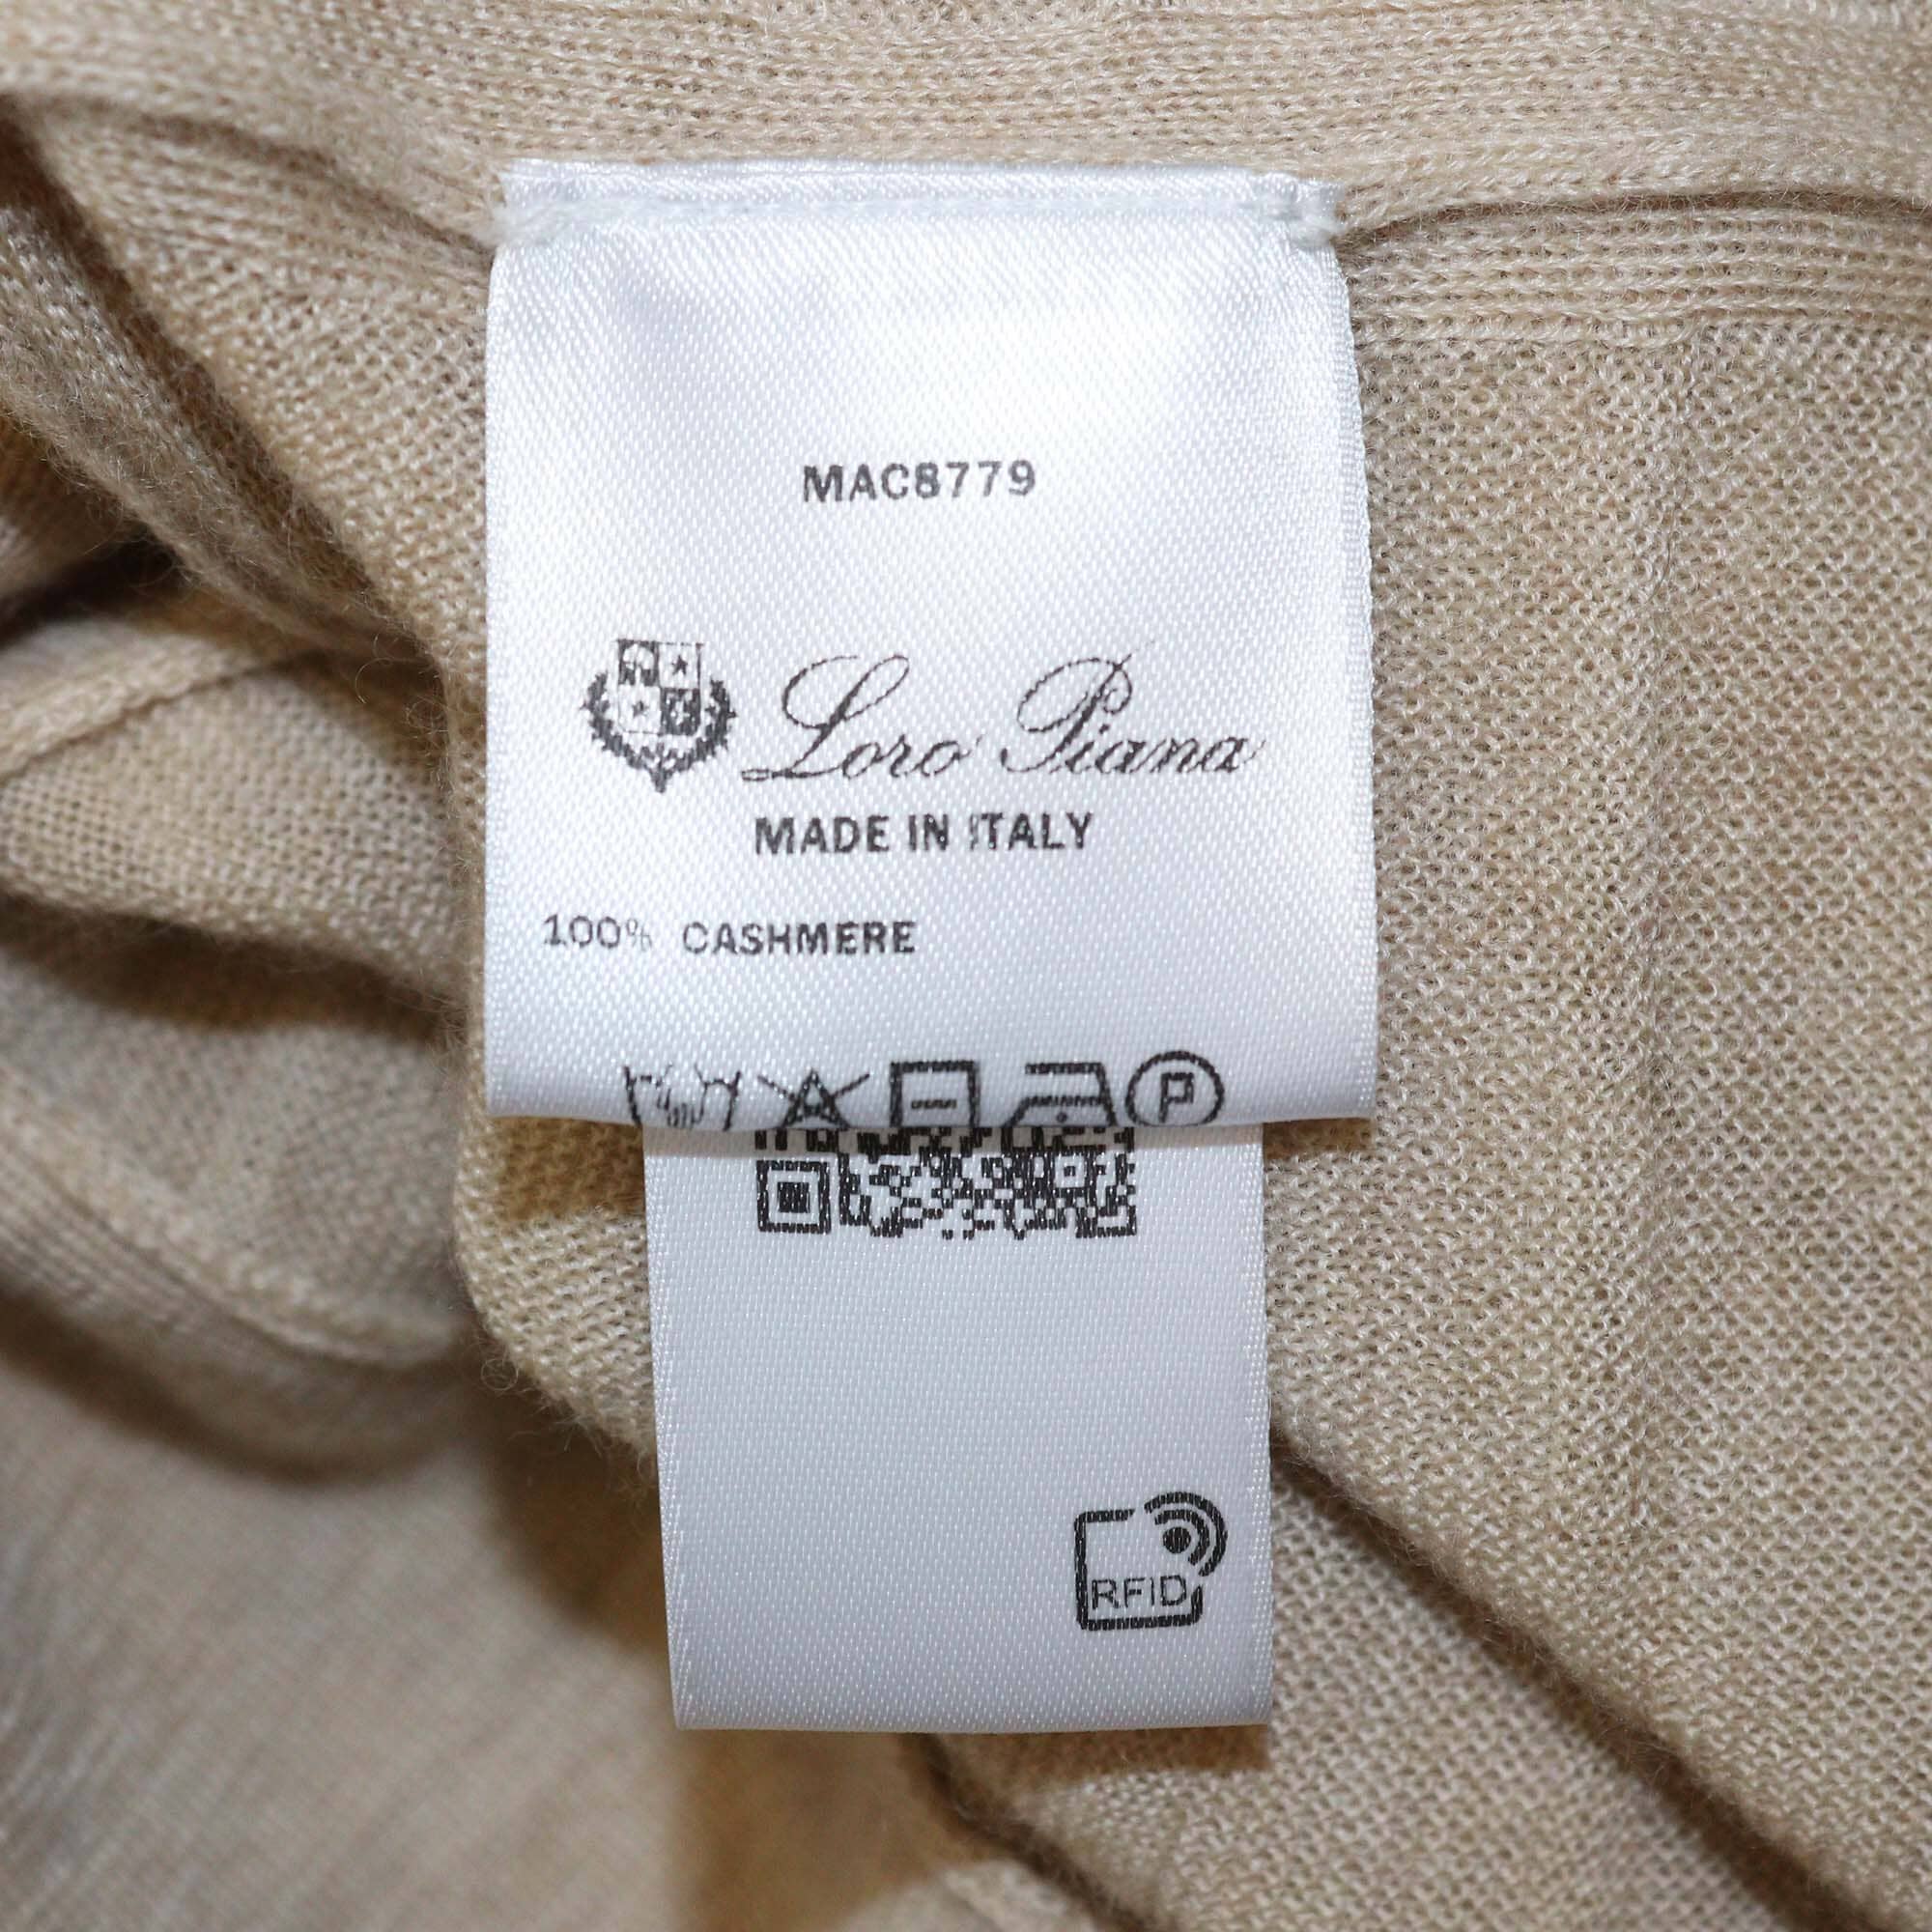 MAC8779
Loro Piana
MADE IN ITALY
100% CASHMERE
P
RFID